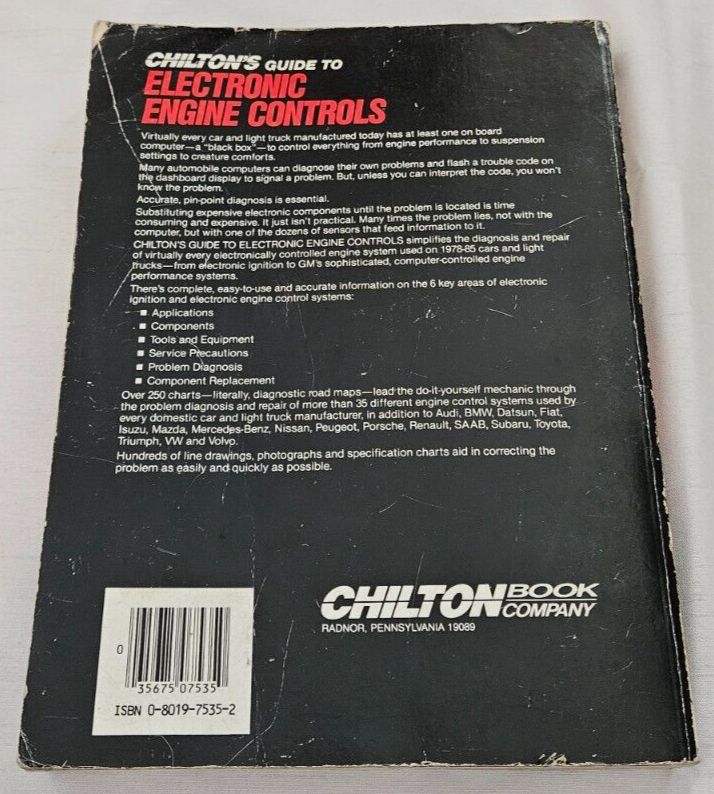 CHILTON'S GUIDE TO
ELECTRONIC
ENGINE CONTROLS
Virtually every car and light truck manufactured today has at least one on board
computer—a "black box"—to control everything from engine performance to suspension
settings to creature comforts.
Many automobile computers can diagnose their own problems and flash a trouble code on
the dashboard display to signal a problem. But, unless you can interpret the code, you won't
know the problem.
Accurate, pin-point diagnosis is essential.
Substituting expensive electronic components until the problem is located is time
consuming and expensive. It just isn't practical. Many times the problem lies, not with the
computer, but with one of the dozens of sensors that feed information to it.
CHILTON'S GUIDE TO ELECTRONIC ENGINE CONTROLS simplifies the diagnosis and repair
of virtually every electronically controlled engine system used on 1978-85 cars and light
trucks—from electronic ignition to GM's sophisticated, computer-controlled engine
performance systems.
There's complete, easy-to-use and accurate information on the 6 key areas of electronic
ignition and electronic engine control systems:
■ Applications
■ Components
■ Tools and Equipment
■ Service Precautions
■ Problem Diagnosis
■ Component Replacement
Over 250 charts—literally, diagnostic road maps—lead the do-it-yourself mechanic through
the problem diagnosis and repair of more than 35 different engine control systems used by
every domestic car and light truck manufacturer, in addition to Audi, BMW, Datsun, Fiat,
Isuzu, Mazda, Mercedes-Benz, Nissan, Peugeot, Porsche, Renault, SAAB, Subaru, Toyota,
Triumph, VW and Volvo.
Hundreds of line drawings, photographs and specification charts aid in correcting the
problem as easily and quickly as possible.
CHILTON BOOK COMPANY
RADNOR, PENNSYLVANIA 19089
0 35675 07535
ISBN 0-8019-7535-2